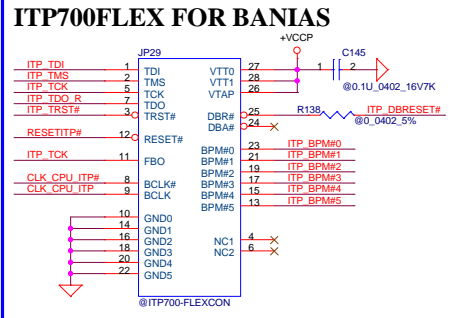 ITP700FLEX FOR BANIAS
+VCCP
JP29
C145
ITP_TDI 1 TDI VTT0 27 1 2
ITP_TMS 2 TMS VTT1 28
ITP_TCK 5 TCK VTAP 26 @0.1U_0402_16V7K
ITP_TDO_R 7 TDO
ITP_TRST# 3 TRST# DBR# 25 R138 ITP_DBRESET#
DBA# 24 @0_0402_5%
RESETITP# 12 RESET#
BPM#0 23 ITP_BPM#0
ITP_TCK 11 FBO BPM#1 21 ITP_BPM#1
BPM#2 19 ITP_BPM#2
CLK_CPU_ITP# 8 BCLK# BPM#3 17 ITP_BPM#3
CLK_CPU_ITP 9 BCLK BPM#4 15 ITP_BPM#4
BPM#5 13 ITP_BPM#5
10 GND0
14 GND1
16 GND2 NC1 4
18 GND3 NC2 6
20 GND4
22 GND5
@ITP700-FLEXCON